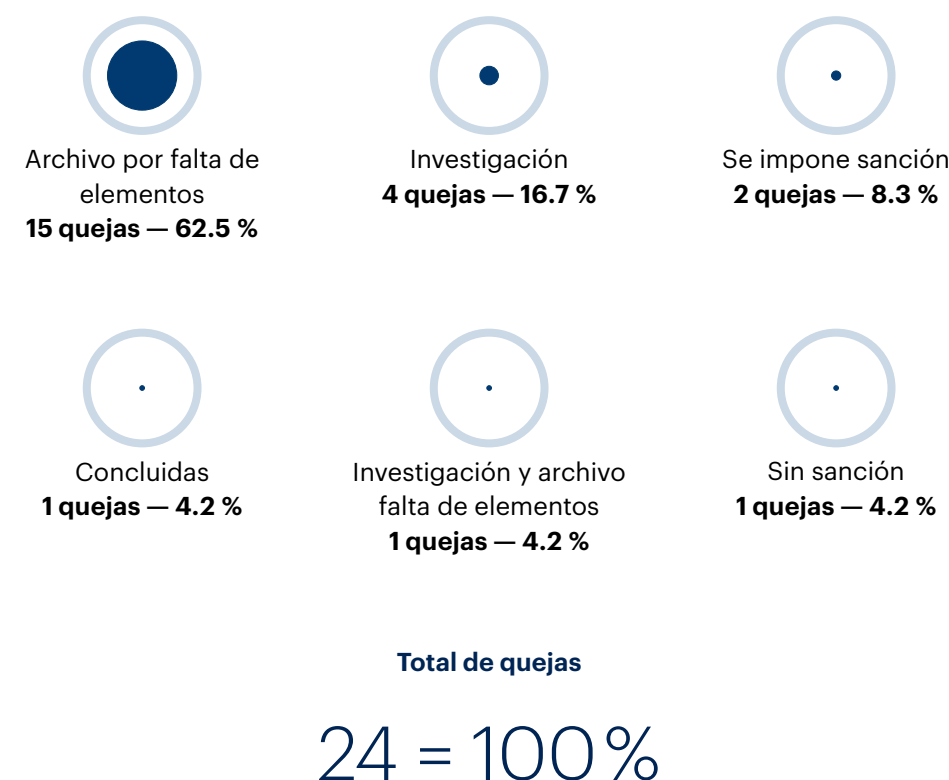 Archivo por falta de
elementos
15 quejas — 62.5 %
Investigación
4 quejas — 16.7 %
Se impone sanción
2 quejas — 8.3 %
Concluidas
1 quejas — 4.2 %
Investigación y archivo
falta de elementos
1 quejas — 4.2 %
Sin sanción
1 quejas — 4.2 %
Total de quejas
24 = 100 %